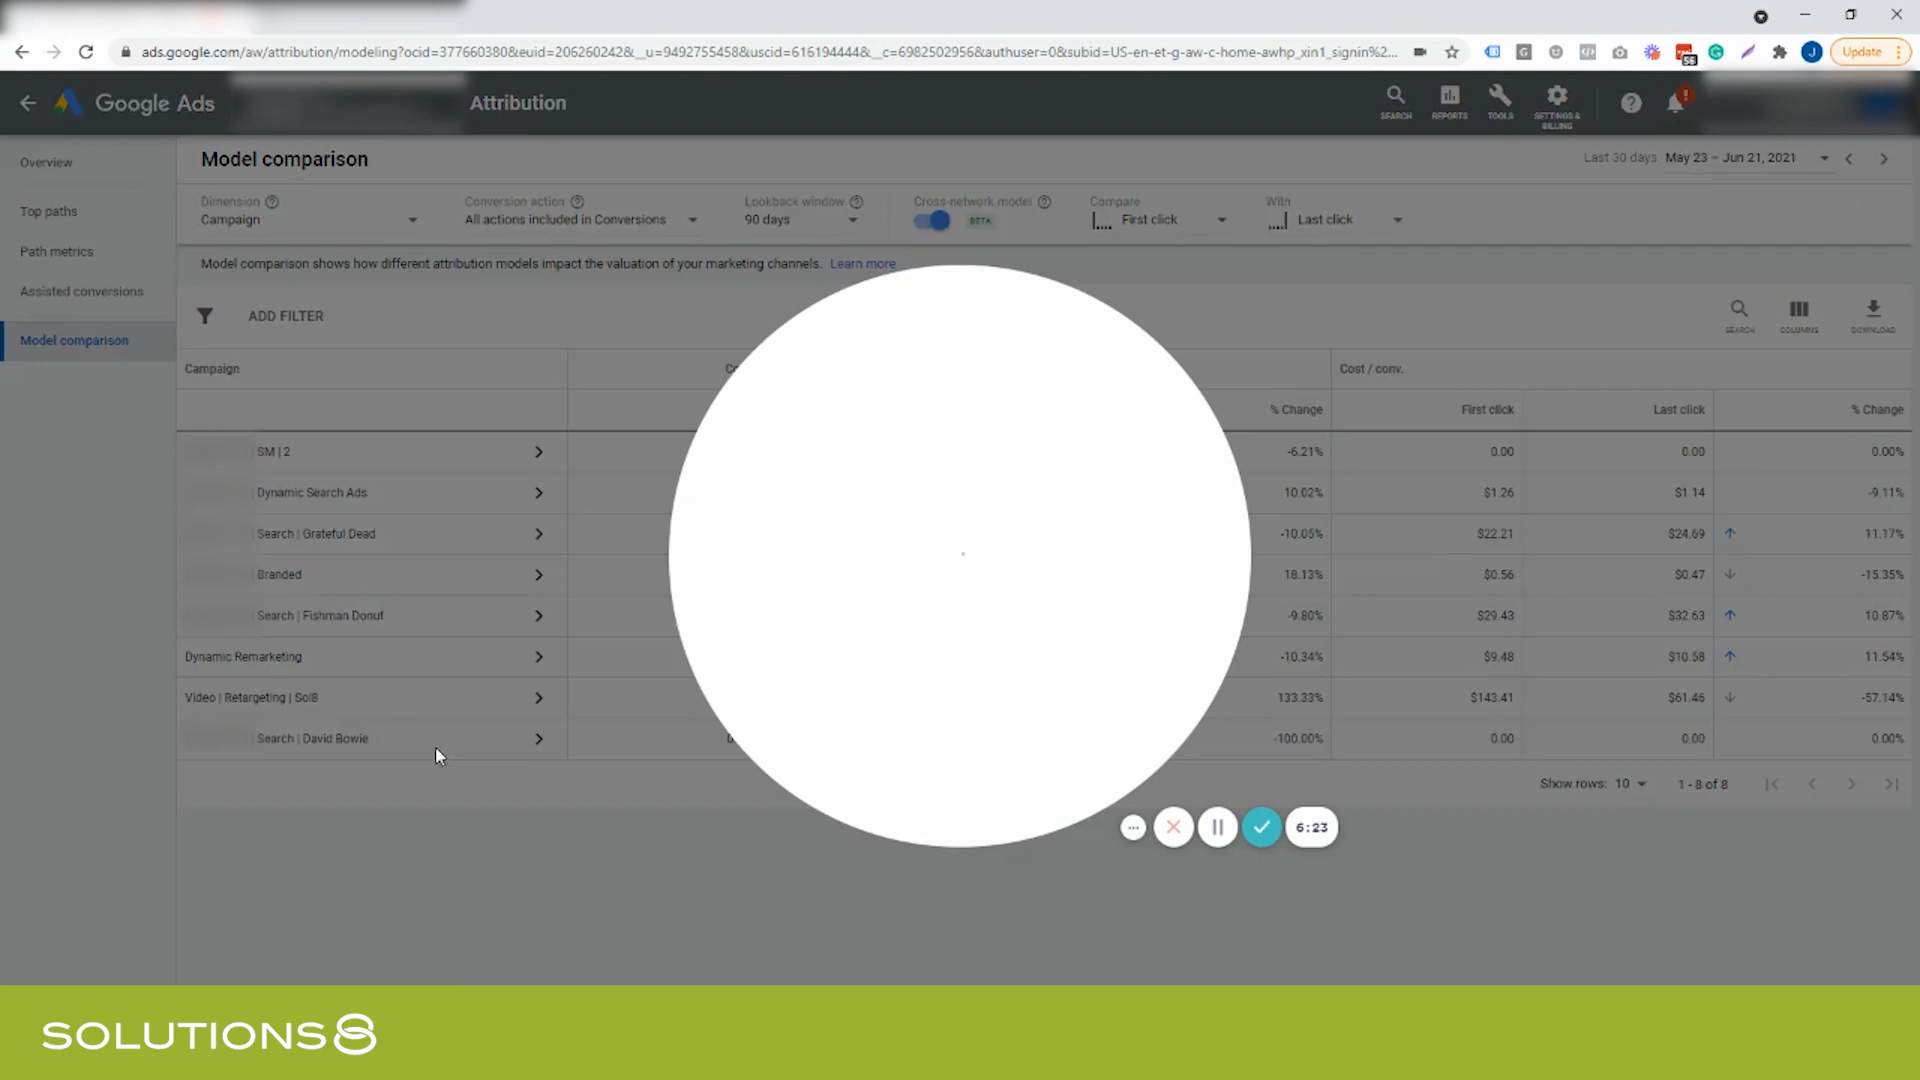 ads.google.com/aw/attribution/modeling?ocid=377660380&euid=206260242&__u=9492755458&uscid=616194444&__c=6982502956&authuser=0&subid=US-en-et-g-aw-c-home-awhp_xin1_signin%2...
56
J
Update
Google Ads
Attribution
SEARCH
REPORTS
TOOLS
SETTINGS & BILLING
!
Overview
Top paths
Path metrics
Assisted conversions
Model comparison
Model comparison
Last 30 days May 23 – Jun 21, 2021
Dimension
Campaign
Conversion action
All actions included in Conversions
Lookback window
90 days
Cross-network model
BETA
Compare
First click
With
Last click
Model comparison shows how different attribution models impact the valuation of your marketing channels. Learn more
ADD FILTER
SEARCH
COLUMNS
DOWNLOAD
Campaign
Cost / conv.
% Change
First click
Last click
% Change
SM | 2 -6.21% 0.00 0.00 0.00%
Dynamic Search Ads 10.02% $1.26 $1.14 -9.11%
Search | Grateful Dead -10.05% $22.21 $24.69 11.17%
Branded 18.13% $0.56 $0.47 -15.35%
Search | Fishman Donut -9.80% $29.43 $32.63 10.87%
Dynamic Remarketing -10.34% $9.48 $10.58 11.54%
Video | Retargeting | Sol8 133.33% $143.41 $61.46 -57.14%
Search | David Bowie -100.00% 0.00 0.00 0.00%
Show rows: 10 1 - 8 of 8
6:23
SOLUTIONS8